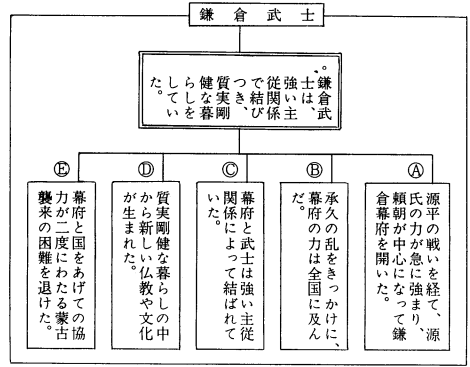 鎌倉武士
鎌倉武
士は、
強い主
従関係
で結び
つき、
質実剛
健な暮
らしを
してい
た。
Ⓐ
源平の戦いを経て、源
氏の力が急に強まり、
頼朝が中心になって鎌
倉幕府を開いた。
Ⓑ
承久の乱をきっかけに、
幕府の力は全国に及ん
だ。
Ⓒ
幕府と武士は強い主従
関係によって結ばれて
いた。
Ⓓ
質実剛健な暮らしの中
から新しい仏教や文化
が生まれた。
Ⓔ
幕府と国をあげての協
力が二度にわたる蒙古
襲来の困難を退けた。